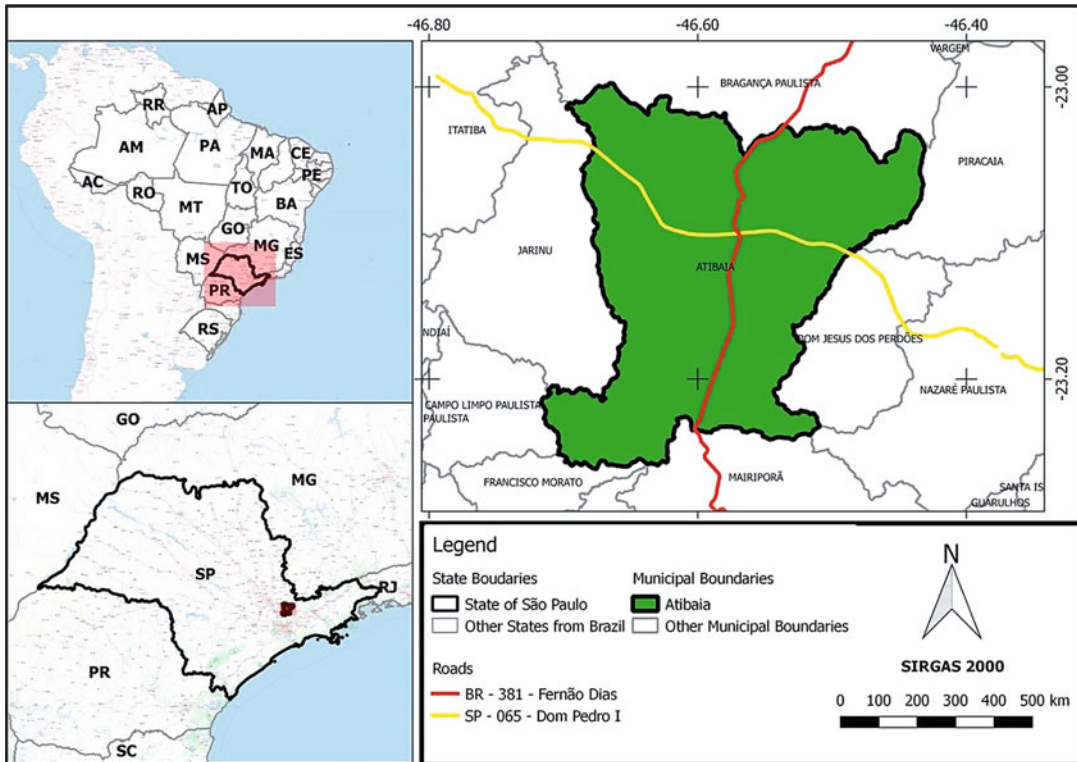 RR
AP
AM
PA
MA
CE
PE
AC
RO
TO
BA
MT
GO
MG
ES
MS
PR
RS
GO
MS
MG
SP
RJ
PR
SC
-46.80
-46.60
-46.40
-23.00
-23.20
VARGEM
BRAGANÇA PAULISTA
ITATIBA
PIRACAIA
JARINU
ATIBAIA
NDIAÍ
DOM JESUS DOS PERDÕES
NAZARÉ PAULISTA
CAMPO LIMPO PAULISTA
PAULISTA
FRANCISCO MORATO
MAIRIPORÃ
SANTA IS
GUARULHOS
Legend
State Boudaries
State of São Paulo
Other States from Brazil
Municipal Boundaries
Atibaia
Other Municipal Boundaries
Roads
BR - 381 - Fernão Dias
SP - 065 - Dom Pedro I
N
SIRGAS 2000
0 100 200 300 400 500 km